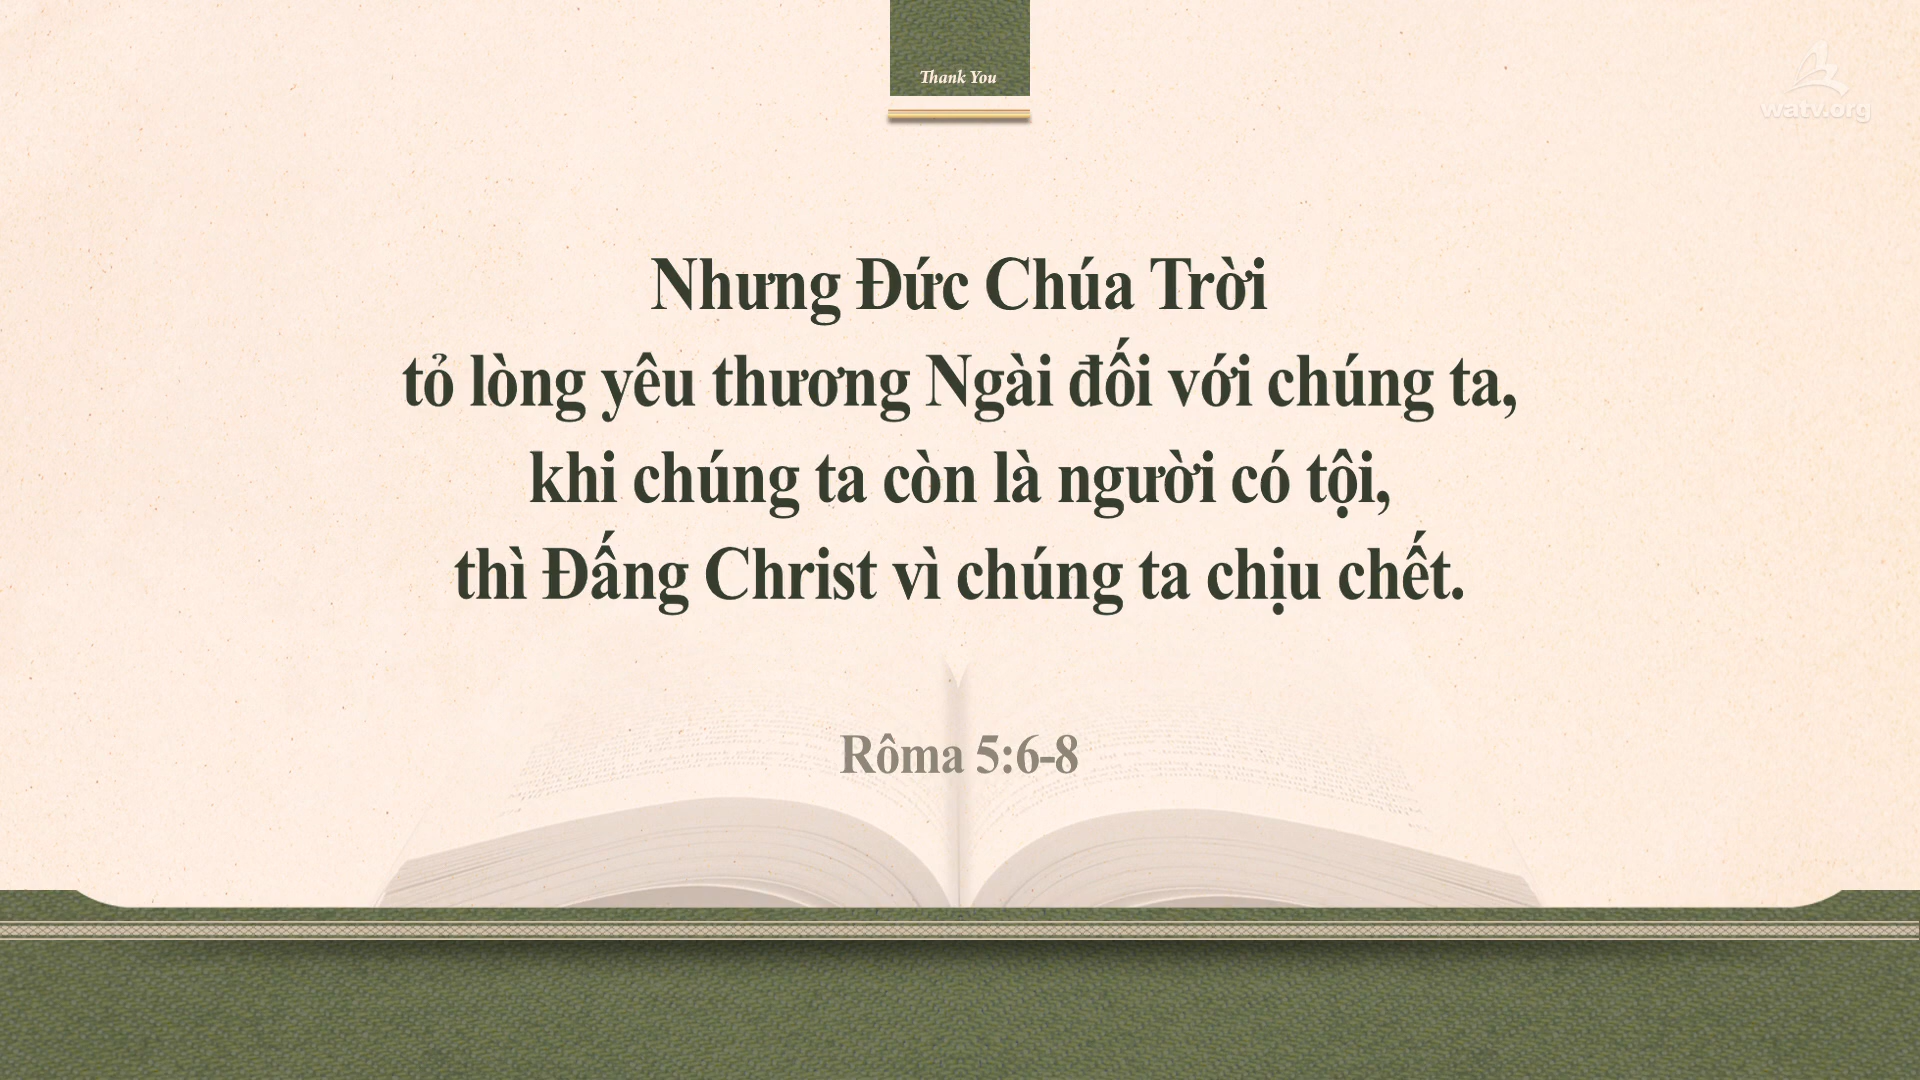 Thank You
watv.org
Nhưng Đức Chúa Trời
tỏ lòng yêu thương Ngài đối với chúng ta,
khi chúng ta còn là người có tội,
thì Đấng Christ vì chúng ta chịu chết.
Rôma 5:6-8